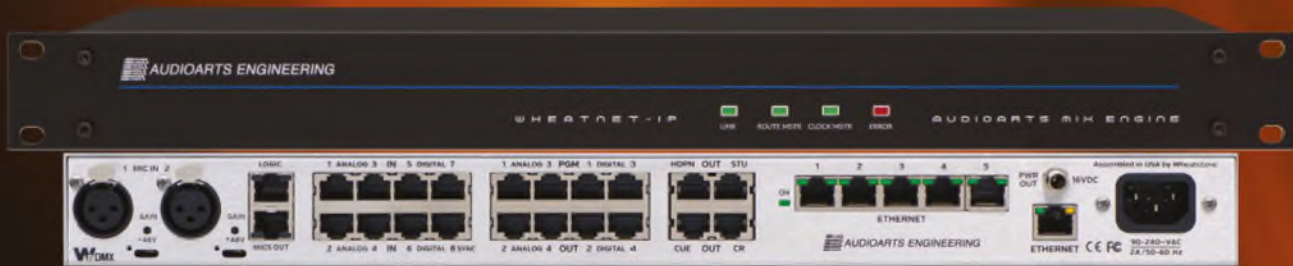 AUDIOARTS ENGINEERING
WHEATNET-IP
LINK
ROUTE MSTR
CLOCK MSTR
ERROR
AUDIOARTS MIX ENGINE
1 MIC IN 2
GAIN
+48V
GAIN
+48V
LOGIC
MICS OUT
1 ANALOG 3 IN 5 DIGITAL 7
2 ANALOG 4 IN 6 DIGITAL 8 SYNC
1 ANALOG 3 PGM 1 DIGITAL 3
2 ANALOG 4 OUT 2 DIGITAL 4
HDPN OUT STU
CUE OUT CR
ON
1 2 3 4 5
ETHERNET
AUDIOARTS ENGINEERING
PWR OUT
16VDC
ETHERNET
Assembled in USA by Wheatstone
CE FC
90-240~VAC
2A/50-60 Hz
DMX